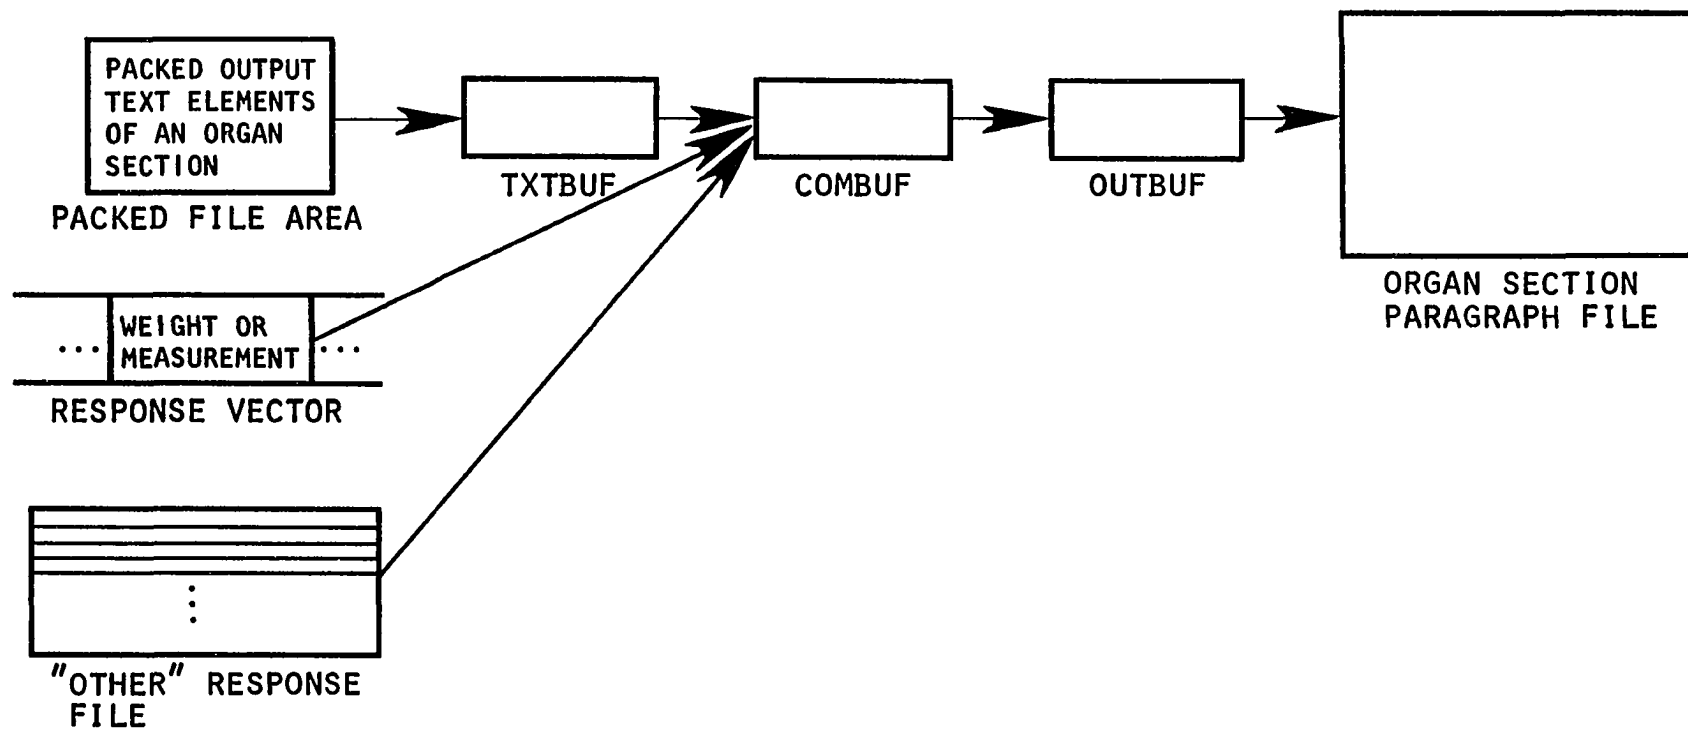 PACKED OUTPUT
TEXT ELEMENTS
OF AN ORGAN
SECTION
PACKED FILE AREA
TXTBUF
COMBUF
OUTBUF
ORGAN SECTION
PARAGRAPH FILE
... WEIGHT OR
MEASUREMENT ...
RESPONSE VECTOR
"OTHER" RESPONSE
FILE